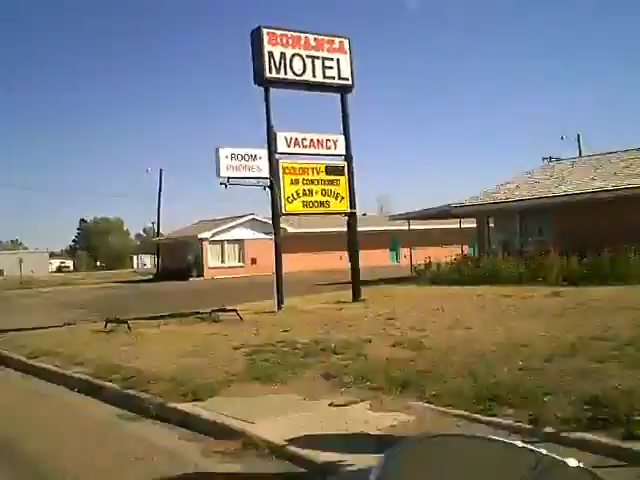 BONANZA
MOTEL
VACANCY
ROOM
PHONES
COLOR TV-
AIR CONDITIONED
CLEAN - QUIET
ROOMS